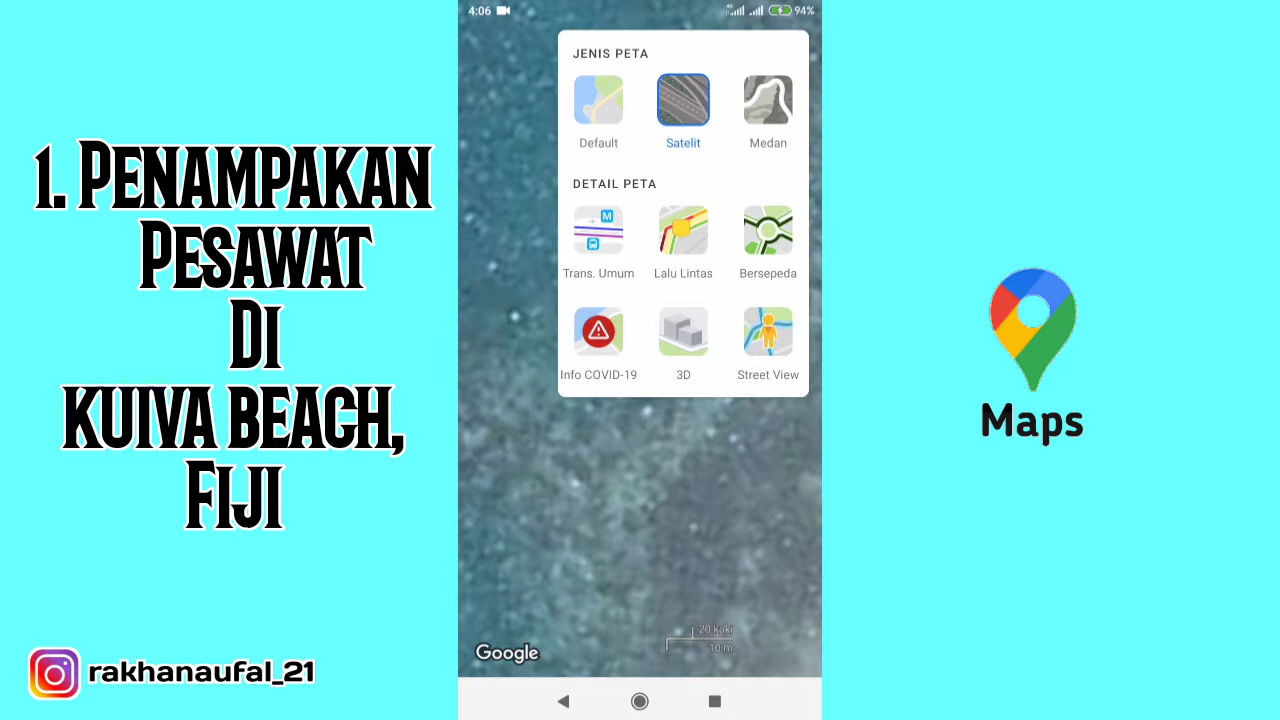 1. PENAMPAKAN
PESAWAT
DI
KUIVA BEACH,
FIJI
rakhanaufal_21
4:06
4G
94%
JENIS PETA
Default
Satelit
Medan
DETAIL PETA
M
Trans. Umum
Lalu Lintas
Bersepeda
Info COVID-19
3D
Street View
20 kaki
10 m
Google
Maps